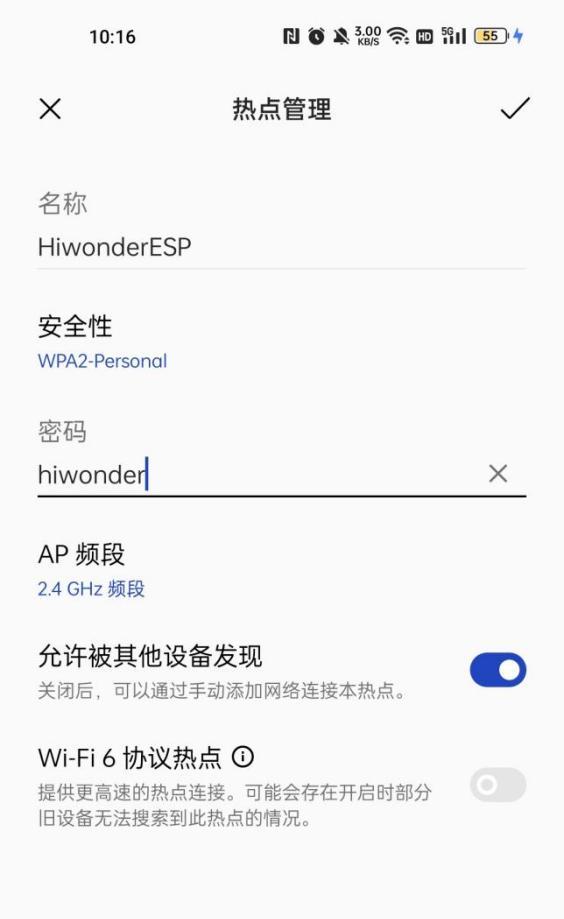 10:16
3.00
KB/S
HD
5G
55
热点管理
名称
HiwonderESP
安全性
WPA2-Personal
密码
hiwonder
AP 频段
2.4 GHz 频段
允许被其他设备发现
关闭后，可以通过手动添加网络连接本热点。
Wi-Fi 6 协议热点
提供更高速的热点连接。可能会存在开启时部分
旧设备无法搜索到此热点的情况。